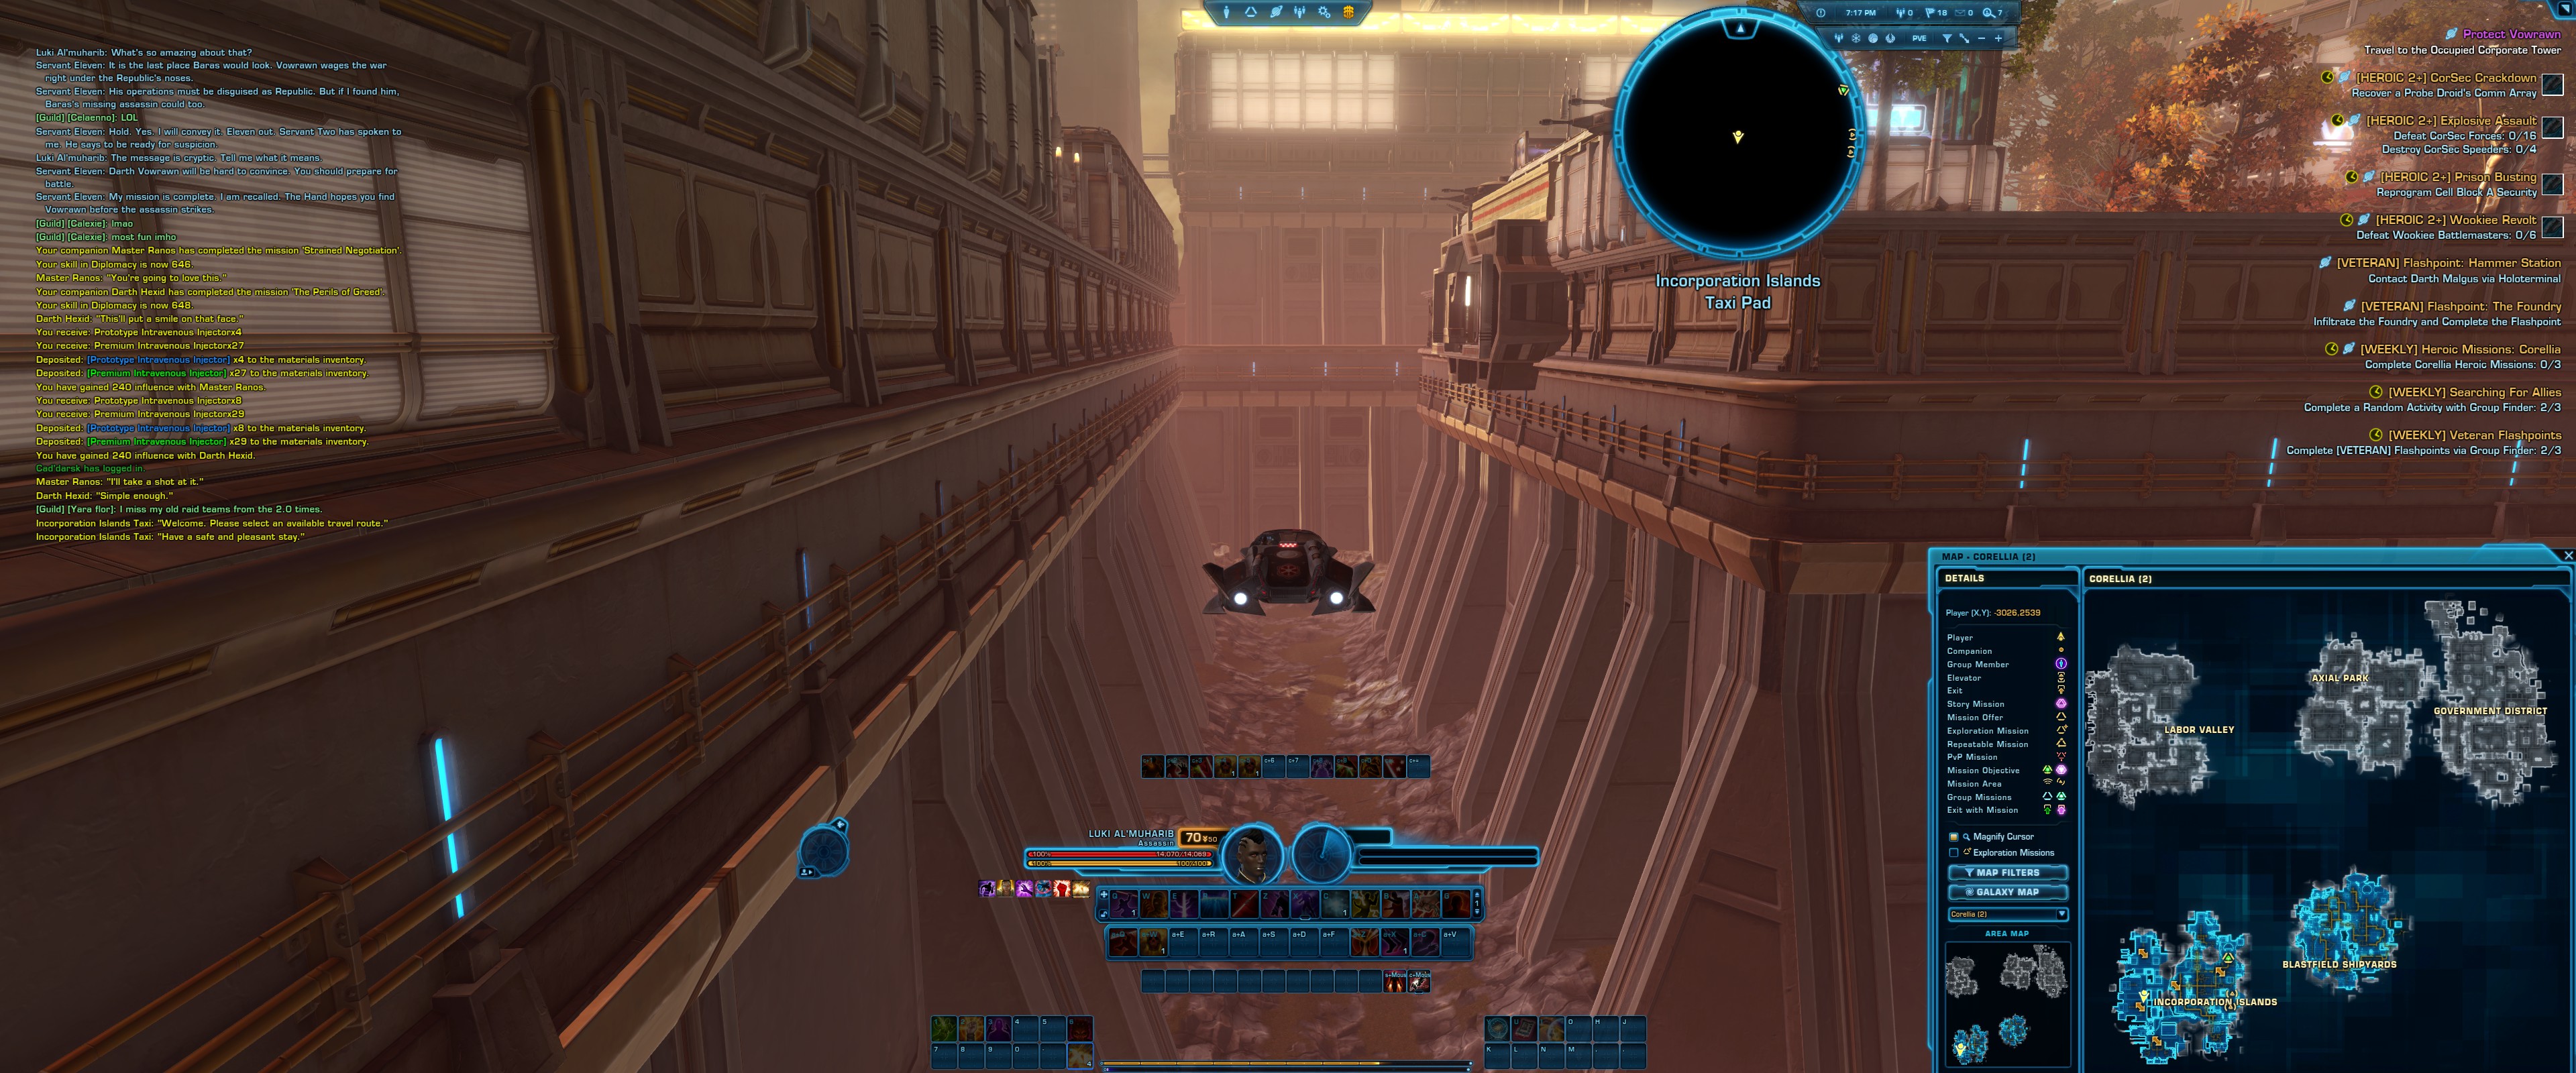 Luki Al'muharib: What's so amazing about that?
Servant Eleven: It is the last place Baras would look. Vowrawn wages the war
right under the Republic's noses.
Servant Eleven: His operations must be disguised as Republic. But if I found him,
Baras's missing assassin could too.
[Guild] [Celaenno]: LOL
Servant Eleven: Hold. Yes. I will convey it. Eleven out. Servant Two has spoken to
me. He says to be ready for suspicion.
Luki Al'muharib: The message is cryptic. Tell me what it means.
Servant Eleven: Darth Vowrawn will be hard to convince. You should prepare for
battle.
Servant Eleven: My mission is complete. I am recalled. The Hand hopes you find
Vowrawn before the assassin strikes.
[Guild] [Calexie]: lmao
[Guild] [Calexie]: most fun imho
Your companion Master Ranos has completed the mission 'Strained Negotiation'.
Your skill in Diplomacy is now 646.
Master Ranos: "You're going to love this."
Your companion Darth Hexid has completed the mission 'The Perils of Greed'.
Your skill in Diplomacy is now 648.
Darth Hexid: "This'll put a smile on that face."
You receive: Prototype Intravenous Injectorx4
You receive: Premium Intravenous Injectorx27
Deposited: [Prototype Intravenous Injector] x4 to the materials inventory.
Deposited: [Premium Intravenous Injector] x27 to the materials inventory.
You have gained 240 influence with Master Ranos.
You receive: Prototype Intravenous Injectorx8
You receive: Premium Intravenous Injectorx29
Deposited: [Prototype Intravenous Injector] x8 to the materials inventory.
Deposited: [Premium Intravenous Injector] x29 to the materials inventory.
You have gained 240 influence with Darth Hexid.
Cad'darsk has logged in.
Master Ranos: "I'll take a shot at it."
Darth Hexid: "Simple enough."
[Guild] [Yara flor]: I miss my old raid teams from the 2.0 times.
Incorporation Islands Taxi: "Welcome. Please select an available travel route."
Incorporation Islands Taxi: "Have a safe and pleasant stay."
7:17 PM 0 18 0 7
PVE
Incorporation Islands
Taxi Pad
Protect Vowrawn
Travel to the Occupied Corporate Tower
[HEROIC 2+] CorSec Crackdown
Recover a Probe Droid's Comm Array
[HEROIC 2+] Explosive Assault
Defeat CorSec Forces: 0/16
Destroy CorSec Speeders: 0/4
[HEROIC 2+] Prison Busting
Reprogram Cell Block A Security
[HEROIC 2+] Wookiee Revolt
Defeat Wookiee Battlemasters: 0/6
[VETERAN] Flashpoint: Hammer Station
Contact Darth Malgus via Holoterminal
[VETERAN] Flashpoint: The Foundry
Infiltrate the Foundry and Complete the Flashpoint
[WEEKLY] Heroic Missions: Corellia
Complete Corellia Heroic Missions: 0/3
[WEEKLY] Searching For Allies
Complete a Random Activity with Group Finder: 2/3
[WEEKLY] Veteran Flashpoints
Complete [VETERAN] Flashpoints via Group Finder: 2/3
MAP - CORELLIA (2)
DETAILS
CORELLIA (2)
Player (X,Y): -3026,2539
Player
Companion
Group Member
Elevator
Exit
Story Mission
Mission Offer
Exploration Mission
Repeatable Mission
PvP Mission
Mission Objective
Mission Area
Group Missions
Exit with Mission
Magnify Cursor
Exploration Missions
MAP FILTERS
GALAXY MAP
Corellia (2)
AREA MAP
AXIAL PARK
GOVERNMENT DISTRICT
LABOR VALLEY
BLASTFIELD SHIPYARDS
INCORPORATION ISLANDS
c+6 c+7
LUKI AL'MUHARIB
Assassin
70 50
100% 14,070/14,069
100% 100/100
a+E a+R a+A a+S a+D a+F a+V
4 5
7 8 9 0
O H J
K L N M